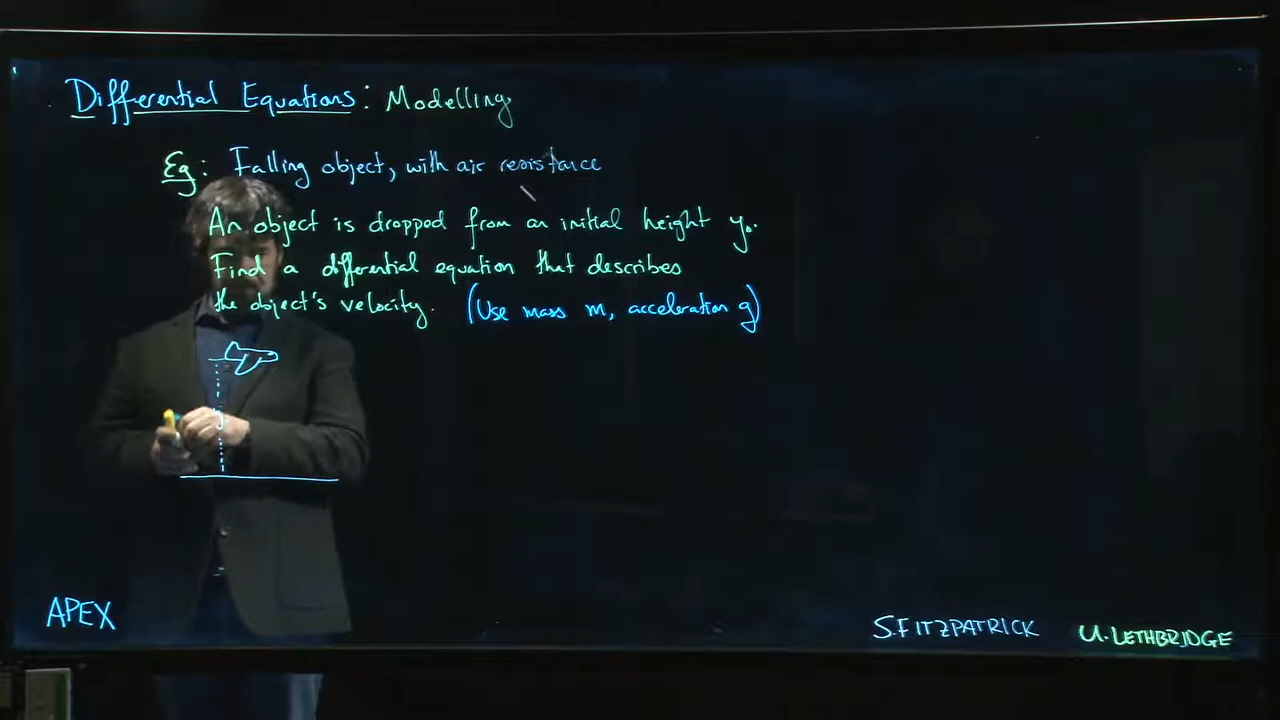 Differential Equations: Modelling
Eg: Falling object, with air resistance
An object is dropped from an initial height y₀.
Find a differential equation that describes
the object's velocity. (Use mass m, acceleration g)
APEX
S.FITZPATRICK
U.LETHBRIDGE